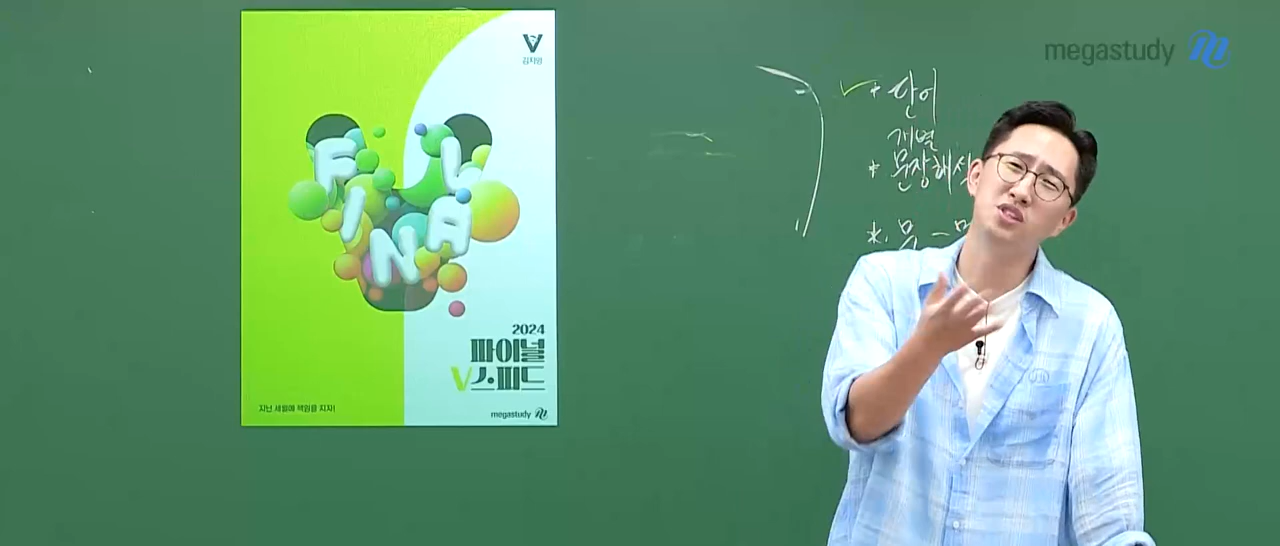 megastudy
V
김지영
FINAL
2024
파이널
V스피드
지난 세월에 책임을 지자!
megastudy
* 단어
개별
* 문장해석
*